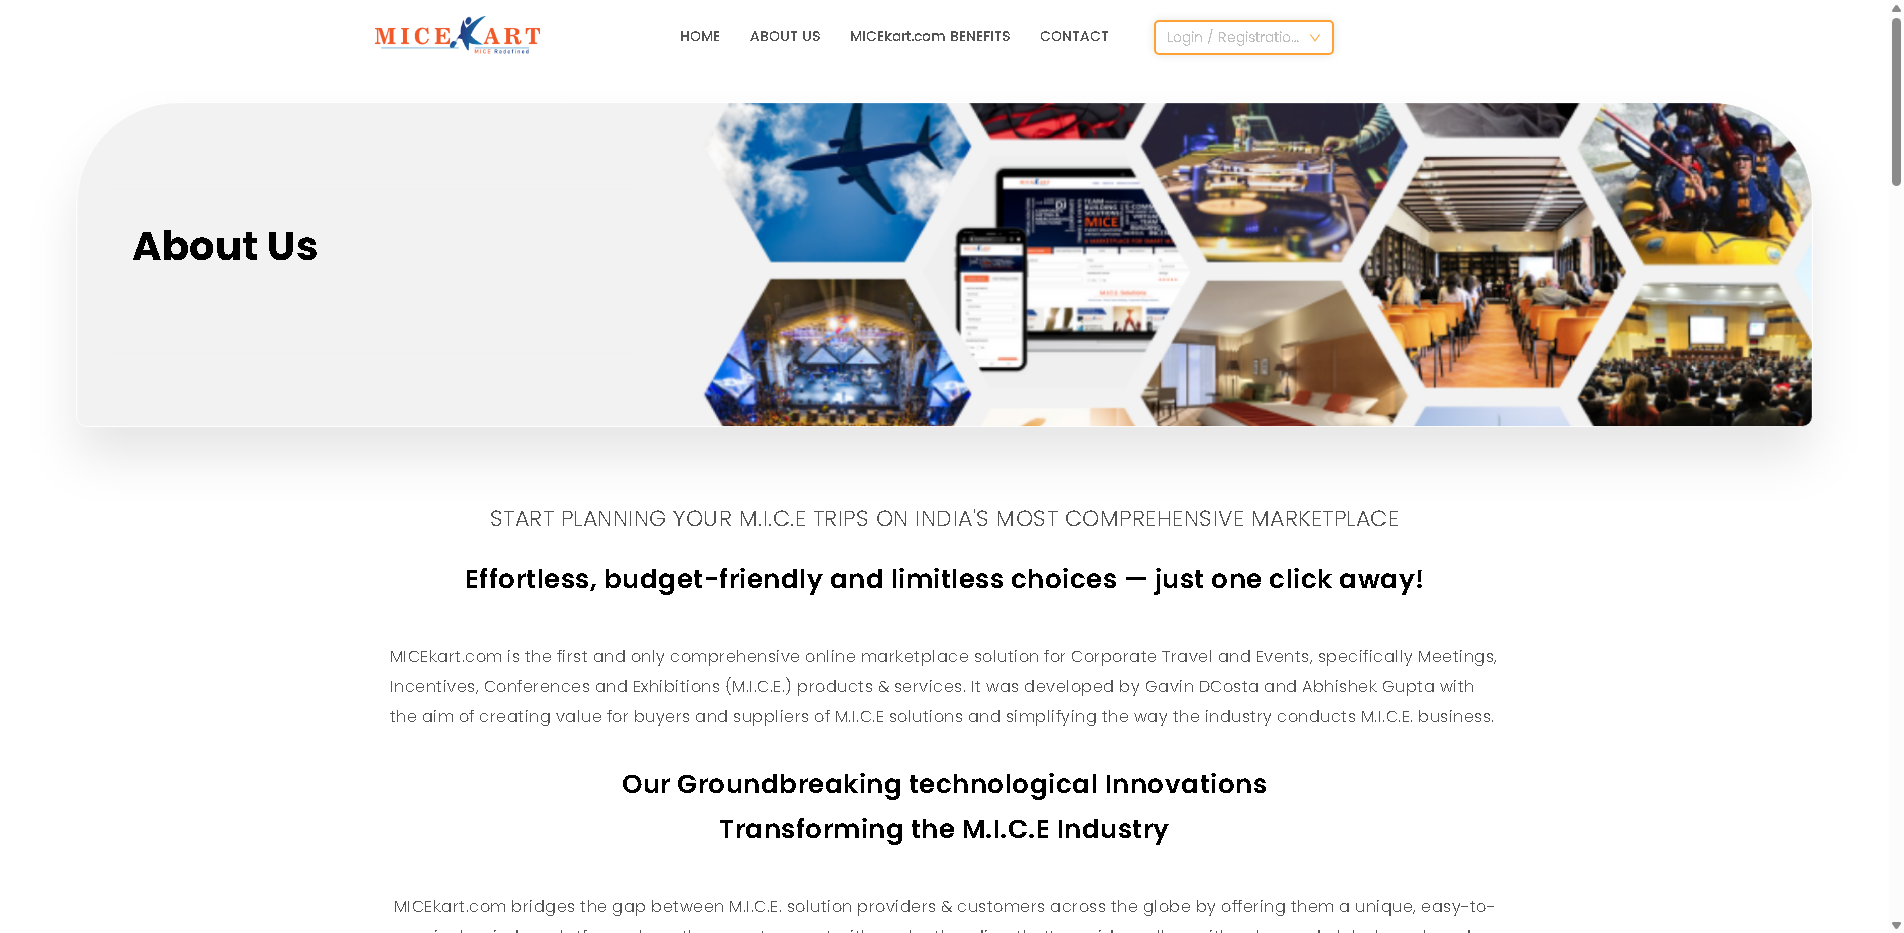 MICEKART
MICE Redefined
HOME
ABOUT US
MICEkart.com BENEFITS
CONTACT
Login / Registratio...
About Us
MICE
START PLANNING YOUR M.I.C.E TRIPS ON INDIA'S MOST COMPREHENSIVE MARKETPLACE
Effortless, budget-friendly and limitless choices — just one click away!
MICEkart.com is the first and only comprehensive online marketplace solution for Corporate Travel and Events, specifically Meetings,
Incentives, Conferences and Exhibitions (M.I.C.E.) products & services. It was developed by Gavin DCosta and Abhishek Gupta with
the aim of creating value for buyers and suppliers of M.I.C.E solutions and simplifying the way the industry conducts M.I.C.E. business.
Our Groundbreaking technological Innovations
Transforming the M.I.C.E Industry
MICEkart.com bridges the gap between M.I.C.E. solution providers & customers across the globe by offering them a unique, easy-to-